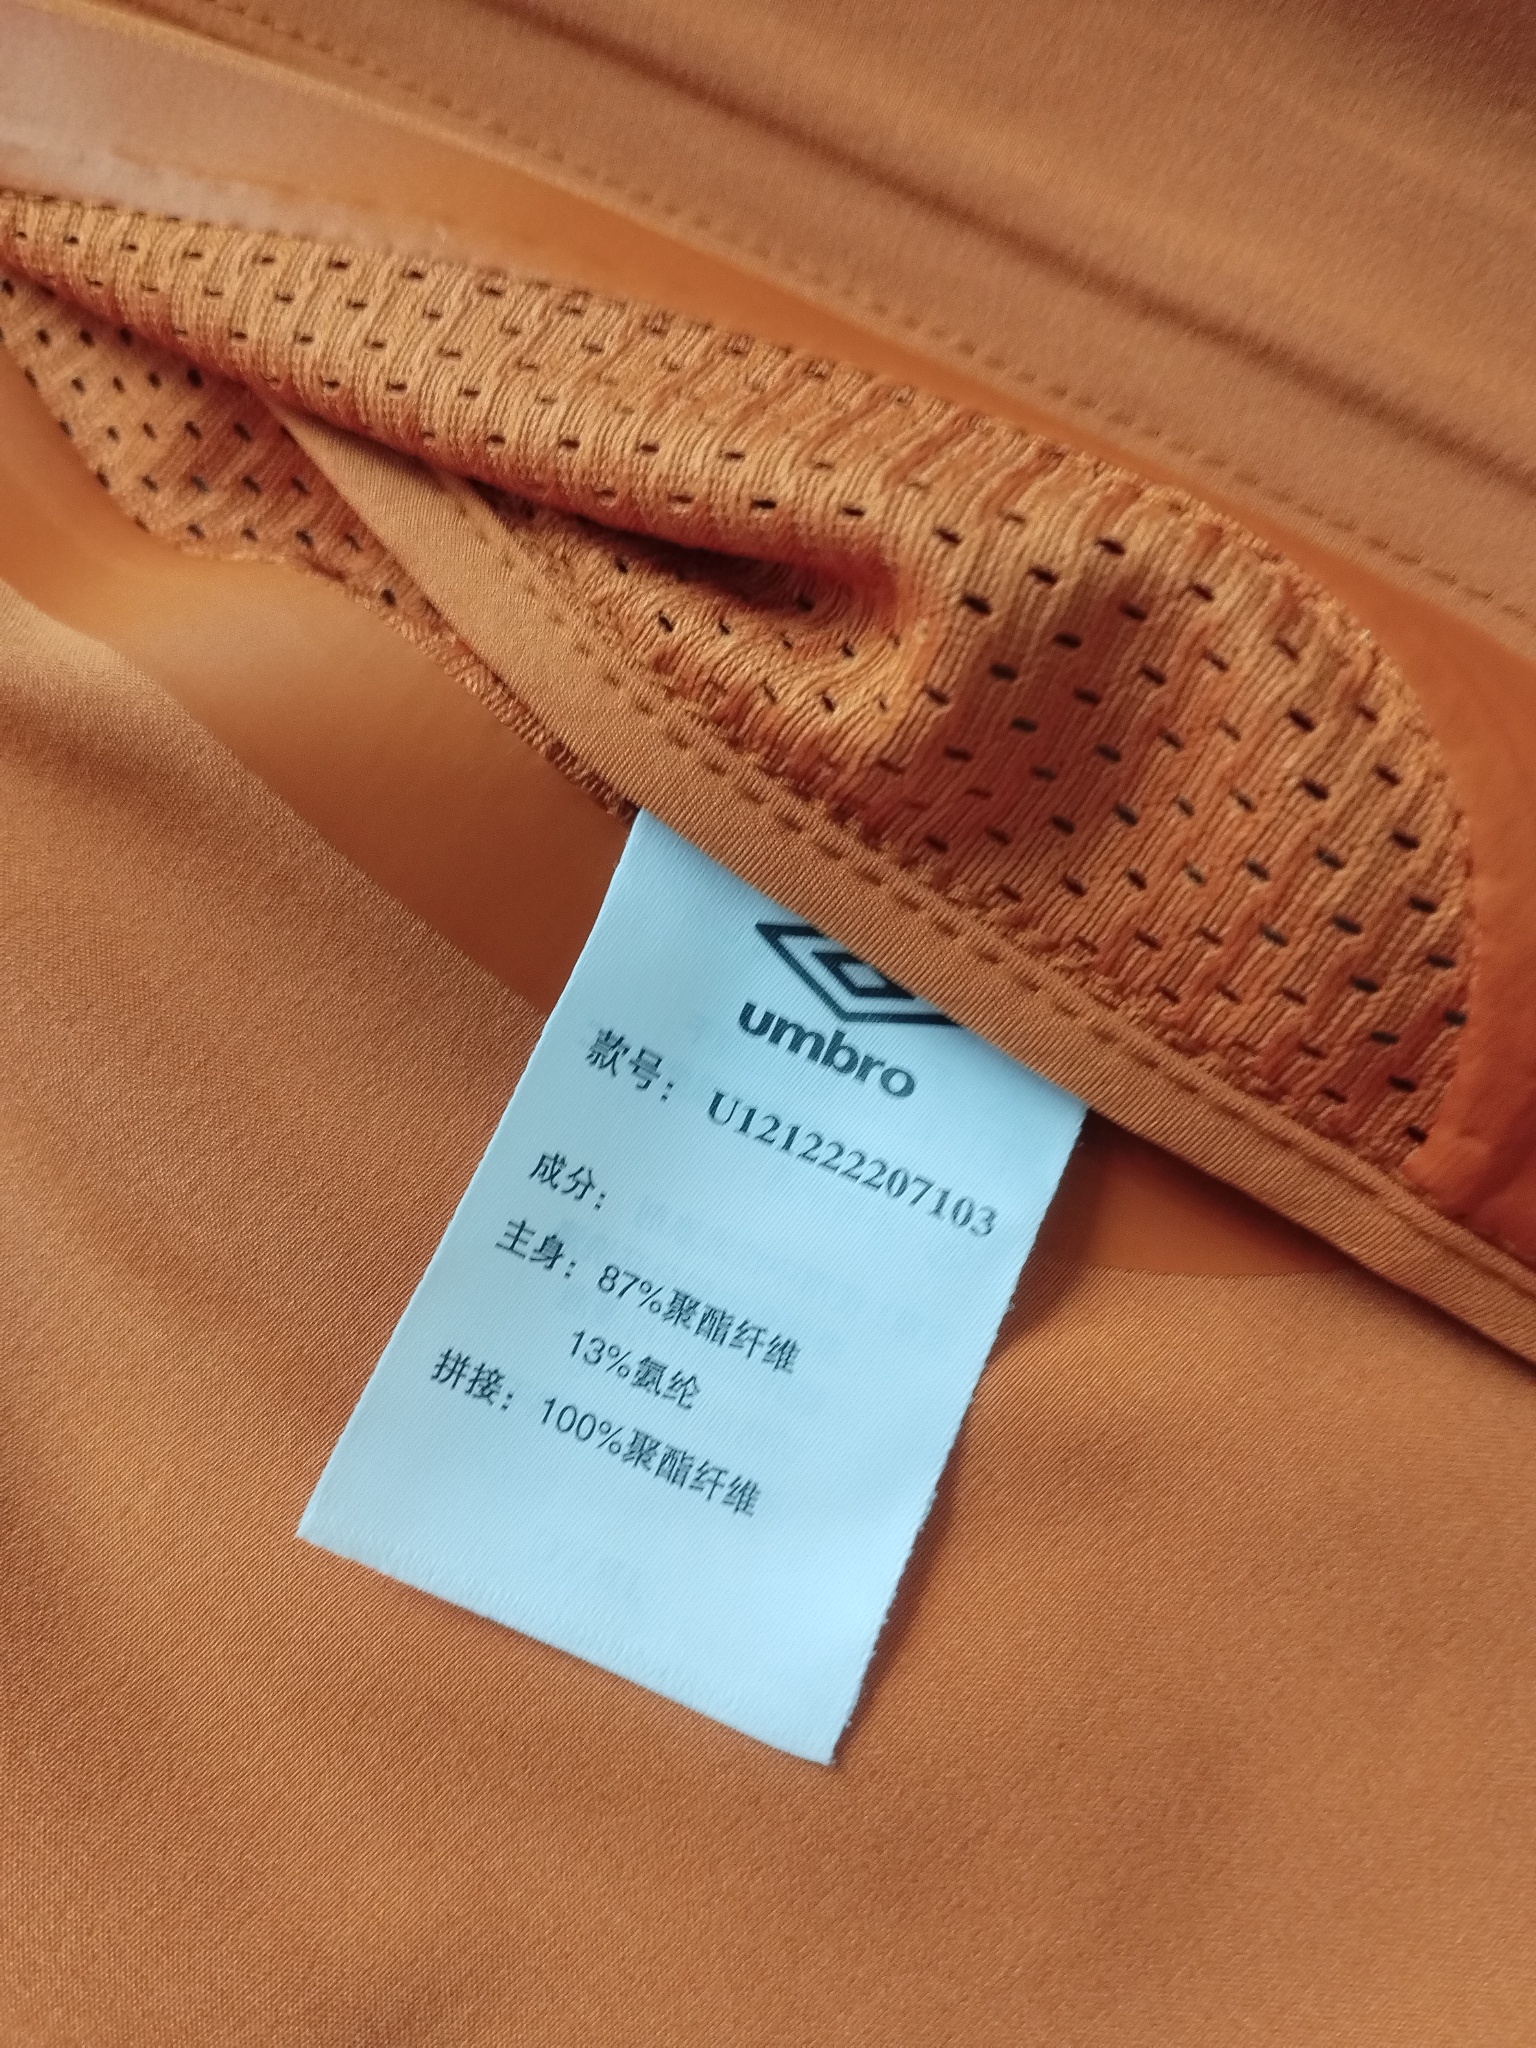 umbro
款号： U121222207103
成分：
主身： 87%聚酯纤维
13%氨纶
拼接： 100%聚酯纤维